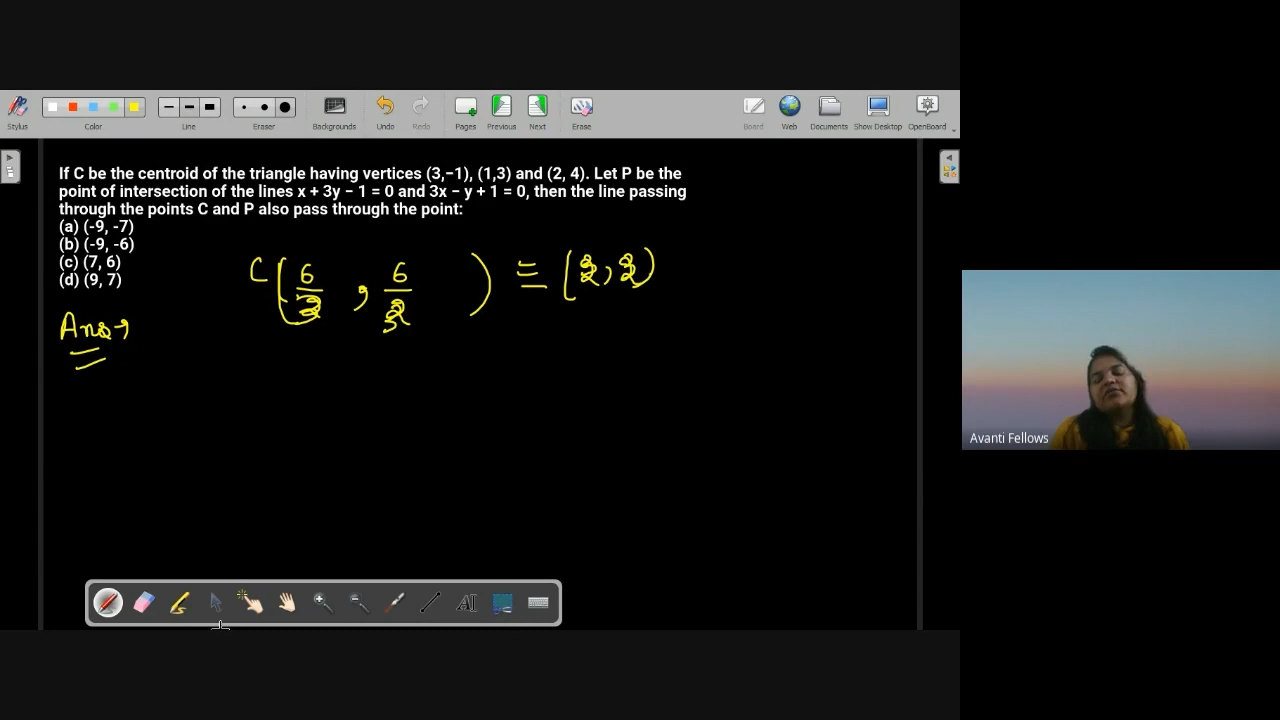 Stylus Color Line Eraser Backgrounds Undo Redo Pages Previous Next Erase Board Web Documents Show Desktop OpenBoard
If C be the centroid of the triangle having vertices (3,−1), (1,3) and (2, 4). Let P be the
point of intersection of the lines x + 3y − 1 = 0 and 3x − y + 1 = 0, then the line passing
through the points C and P also pass through the point:
(a) (-9, -7)
(b) (-9, -6)
(c) (7, 6)
(d) (9, 7)
C(6/3, 6/3) ≡ (2, 2)
Ans→
Avanti Fellows
AI